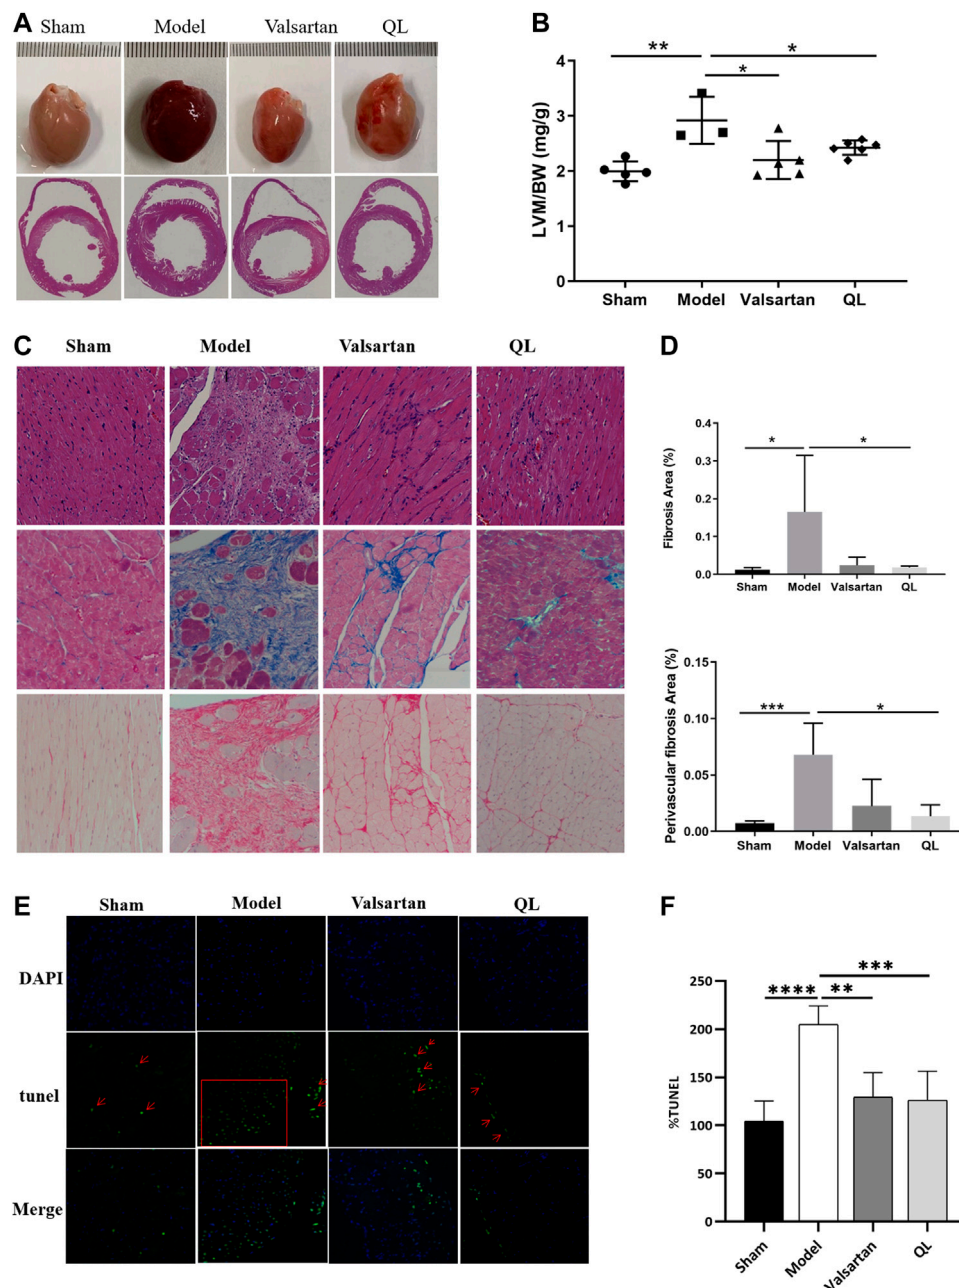 A
Sham Model Valsartan QL
B
** * *
LVM/BW (mg/g)
4
3
2
1
0
Sham Model Valsartan QL
C
Sham Model Valsartan QL
D
Fibrosis Area (%)
0.4
0.3
0.2
0.1
0.0
* *
Sham Model Valsartan QL
Perivascular fibrosis Area (%)
0.15
0.10
0.05
0.00
*** *
Sham Model Valsartan QL
E
Sham Model Valsartan QL
DAPI
tunel
Merge
F
%TUNEL
250
200
150
100
50
0
***
**** **
Sham Model Valsartan QL